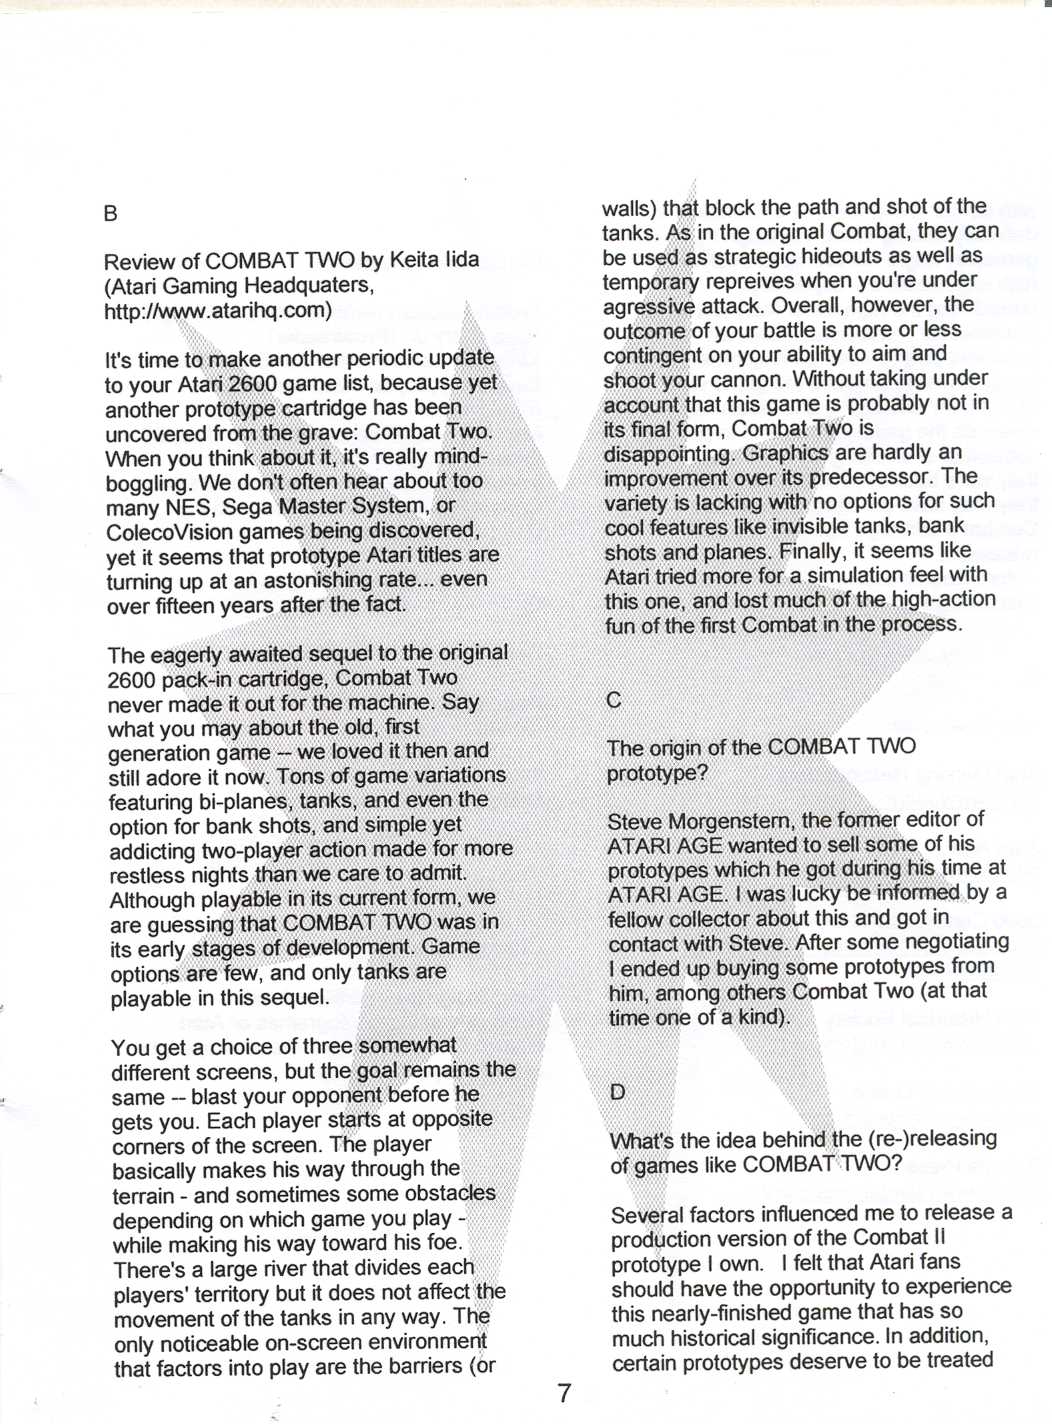 B
Review of COMBAT TWO by Keita Iida
(Atari Gaming Headquaters,
http://www.atarihq.com)
It's time to make another periodic update
to your Atari 2600 game list, because yet
another prototype cartridge has been
uncovered from the grave: Combat Two.
When you think about it, it's really mind-
boggling. We don't often hear about too
many NES, Sega Master System, or
ColecoVision games being discovered,
yet it seems that prototype Atari titles are
turning up at an astonishing rate... even
over fifteen years after the fact.
The eagerly awaited sequel to the original
2600 pack-in cartridge, Combat Two
never made it out for the machine. Say
what you may about the old, first
generation game -- we loved it then and
still adore it now. Tons of game variations
featuring bi-planes, tanks, and even the
option for bank shots, and simple yet
addicting two-player action made for more
restless nights than we care to admit.
Although playable in its current form, we
are guessing that COMBAT TWO was in
its early stages of development. Game
options are few, and only tanks are
playable in this sequel.
You get a choice of three somewhat
different screens, but the goal remains the
same -- blast your opponent before he
gets you. Each player starts at opposite
corners of the screen. The player
basically makes his way through the
terrain - and sometimes some obstacles
depending on which game you play -
while making his way toward his foe.
There's a large river that divides each
players' territory but it does not affect the
movement of the tanks in any way. The
only noticeable on-screen environment
that factors into play are the barriers (or
walls) that block the path and shot of the
tanks. As in the original Combat, they can
be used as strategic hideouts as well as
temporary repreives when you're under
agressive attack. Overall, however, the
outcome of your battle is more or less
contingent on your ability to aim and
shoot your cannon. Without taking under
account that this game is probably not in
its final form, Combat Two is
disappointing. Graphics are hardly an
improvement over its predecessor. The
variety is lacking with no options for such
cool features like invisible tanks, bank
shots and planes. Finally, it seems like
Atari tried more for a simulation feel with
this one, and lost much of the high-action
fun of the first Combat in the process.
C
The origin of the COMBAT TWO
prototype?
Steve Morgenstern, the former editor of
ATARI AGE wanted to sell some of his
prototypes which he got during his time at
ATARI AGE. I was lucky be informed by a
fellow collector about this and got in
contact with Steve. After some negotiating
I ended up buying some prototypes from
him, among others Combat Two (at that
time one of a kind).
D
What's the idea behind the (re-)releasing
of games like COMBAT TWO?
Several factors influenced me to release a
production version of the Combat II
prototype I own. I felt that Atari fans
should have the opportunity to experience
this nearly-finished game that has so
much historical significance. In addition,
certain prototypes deserve to be treated
7